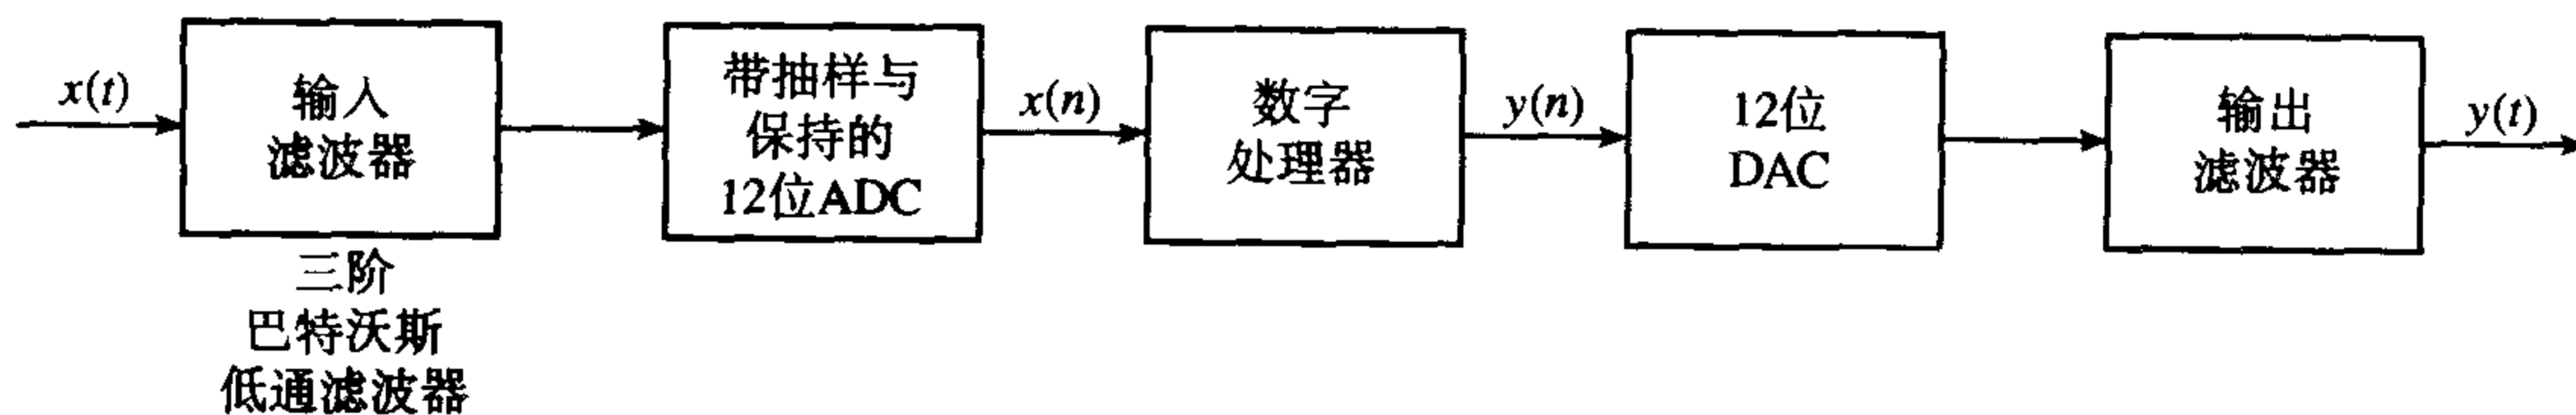 x(t)
输入
滤波器
三阶
巴特沃斯
低通滤波器
带抽样与
保持的
12位ADC
x(n)
数字
处理器
y(n)
12位
DAC
输出
滤波器
y(t)